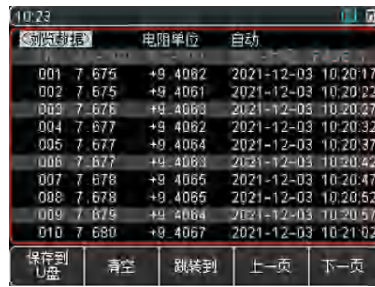 10:23
<浏览数据> 电阻单位 自动
001 7.675 +9.4062 2021-12-03 10:20:17
002 7.675 +9.4061 2021-12-03 10:20:22
003 7.676 +9.4063 2021-12-03 10:20:27
004 7.677 +9.4062 2021-12-03 10:20:32
005 7.677 +9.4064 2021-12-03 10:20:37
006 7.677 +9.4063 2021-12-03 10:20:42
007 7.678 +9.4065 2021-12-03 10:20:47
008 7.678 +9.4065 2021-12-03 10:20:52
009 7.679 +9.4064 2021-12-03 10:20:57
010 7.680 +9.4067 2021-12-03 10:21:02
保存到 清空 跳转到 上一页 下一页
U盘